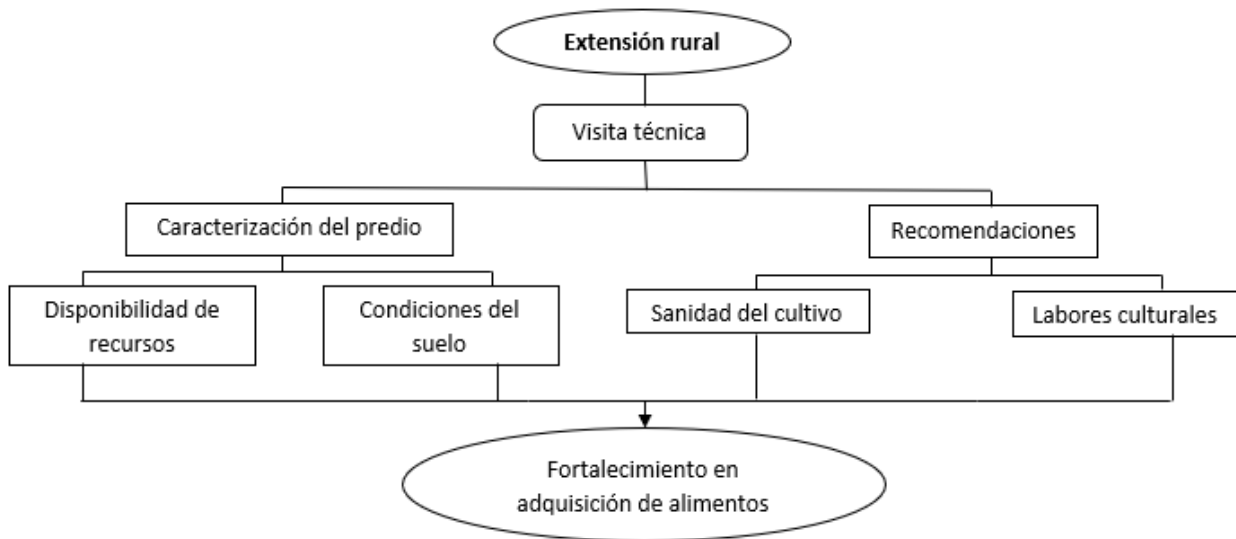 Extensión rural
Visita técnica
Caracterización del predio
Recomendaciones
Disponibilidad de
recursos
Condiciones del
suelo
Sanidad del cultivo
Labores culturales
Fortalecimiento en
adquisición de alimentos